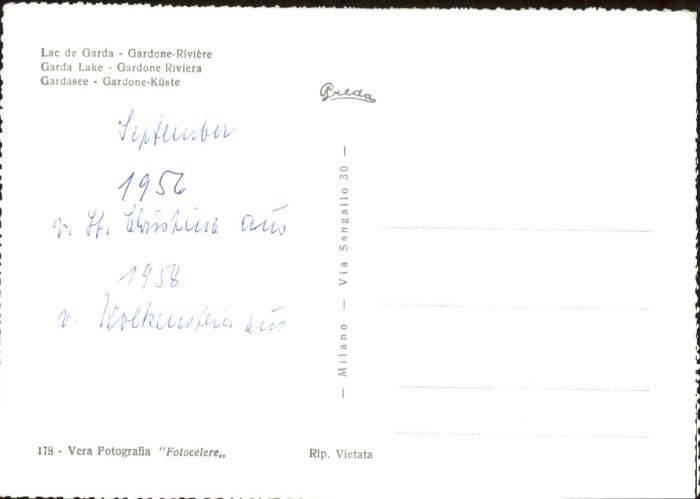 Lac de Garda - Gardone-Rivière
Garda Lake - Gardone Riviera
Gardasee - Gardone-Küste
Breda
September
1956
v. St. Christina aus
1958
v. Wolkenstein aus
— Milano — Via Sangallo 30 —
178 - Vera Fotografia "Fotocelere„
Rip. Vietata